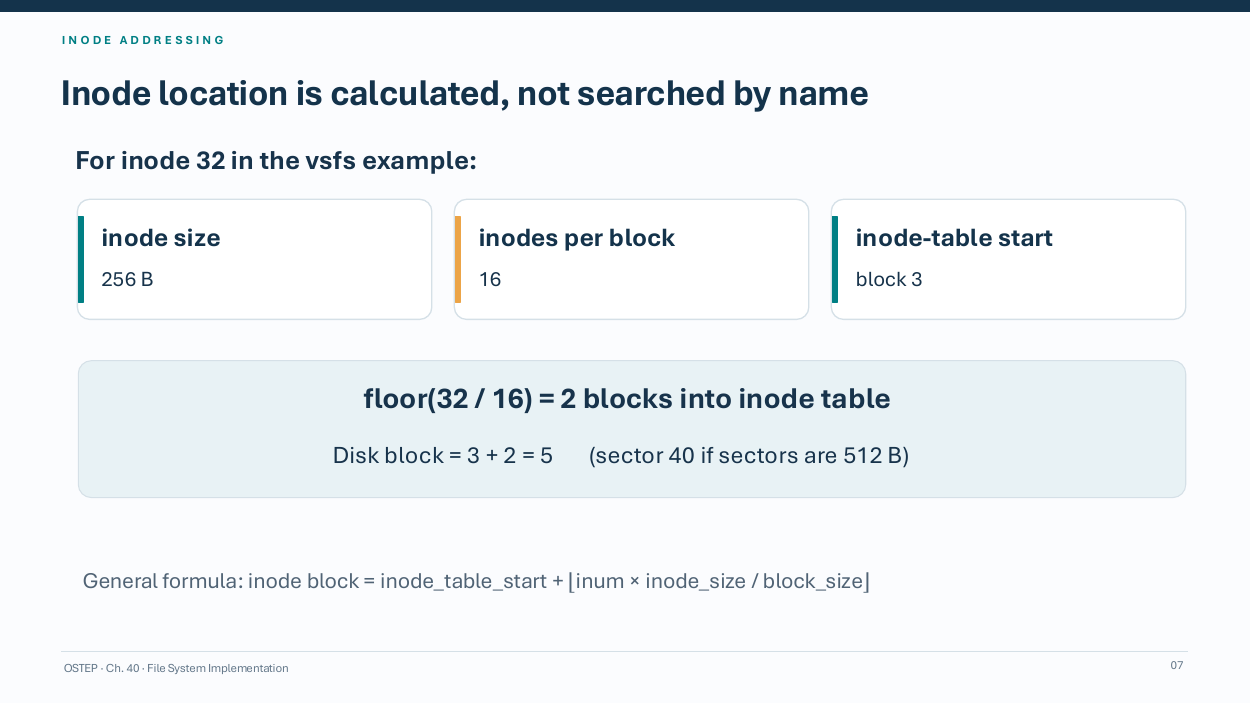 INODE ADDRESSING
Inode location is calculated, not searched by name
For inode 32 in the vsfs example:
inode size
256 B
inodes per block
16
inode-table start
block 3
floor(32 / 16) = 2 blocks into inode table
Disk block = 3 + 2 = 5 (sector 40 if sectors are 512 B)
General formula: inode block = inode_table_start + ⌊inum × inode_size / block_size⌋
OSTEP · Ch. 40 · File System Implementation
07